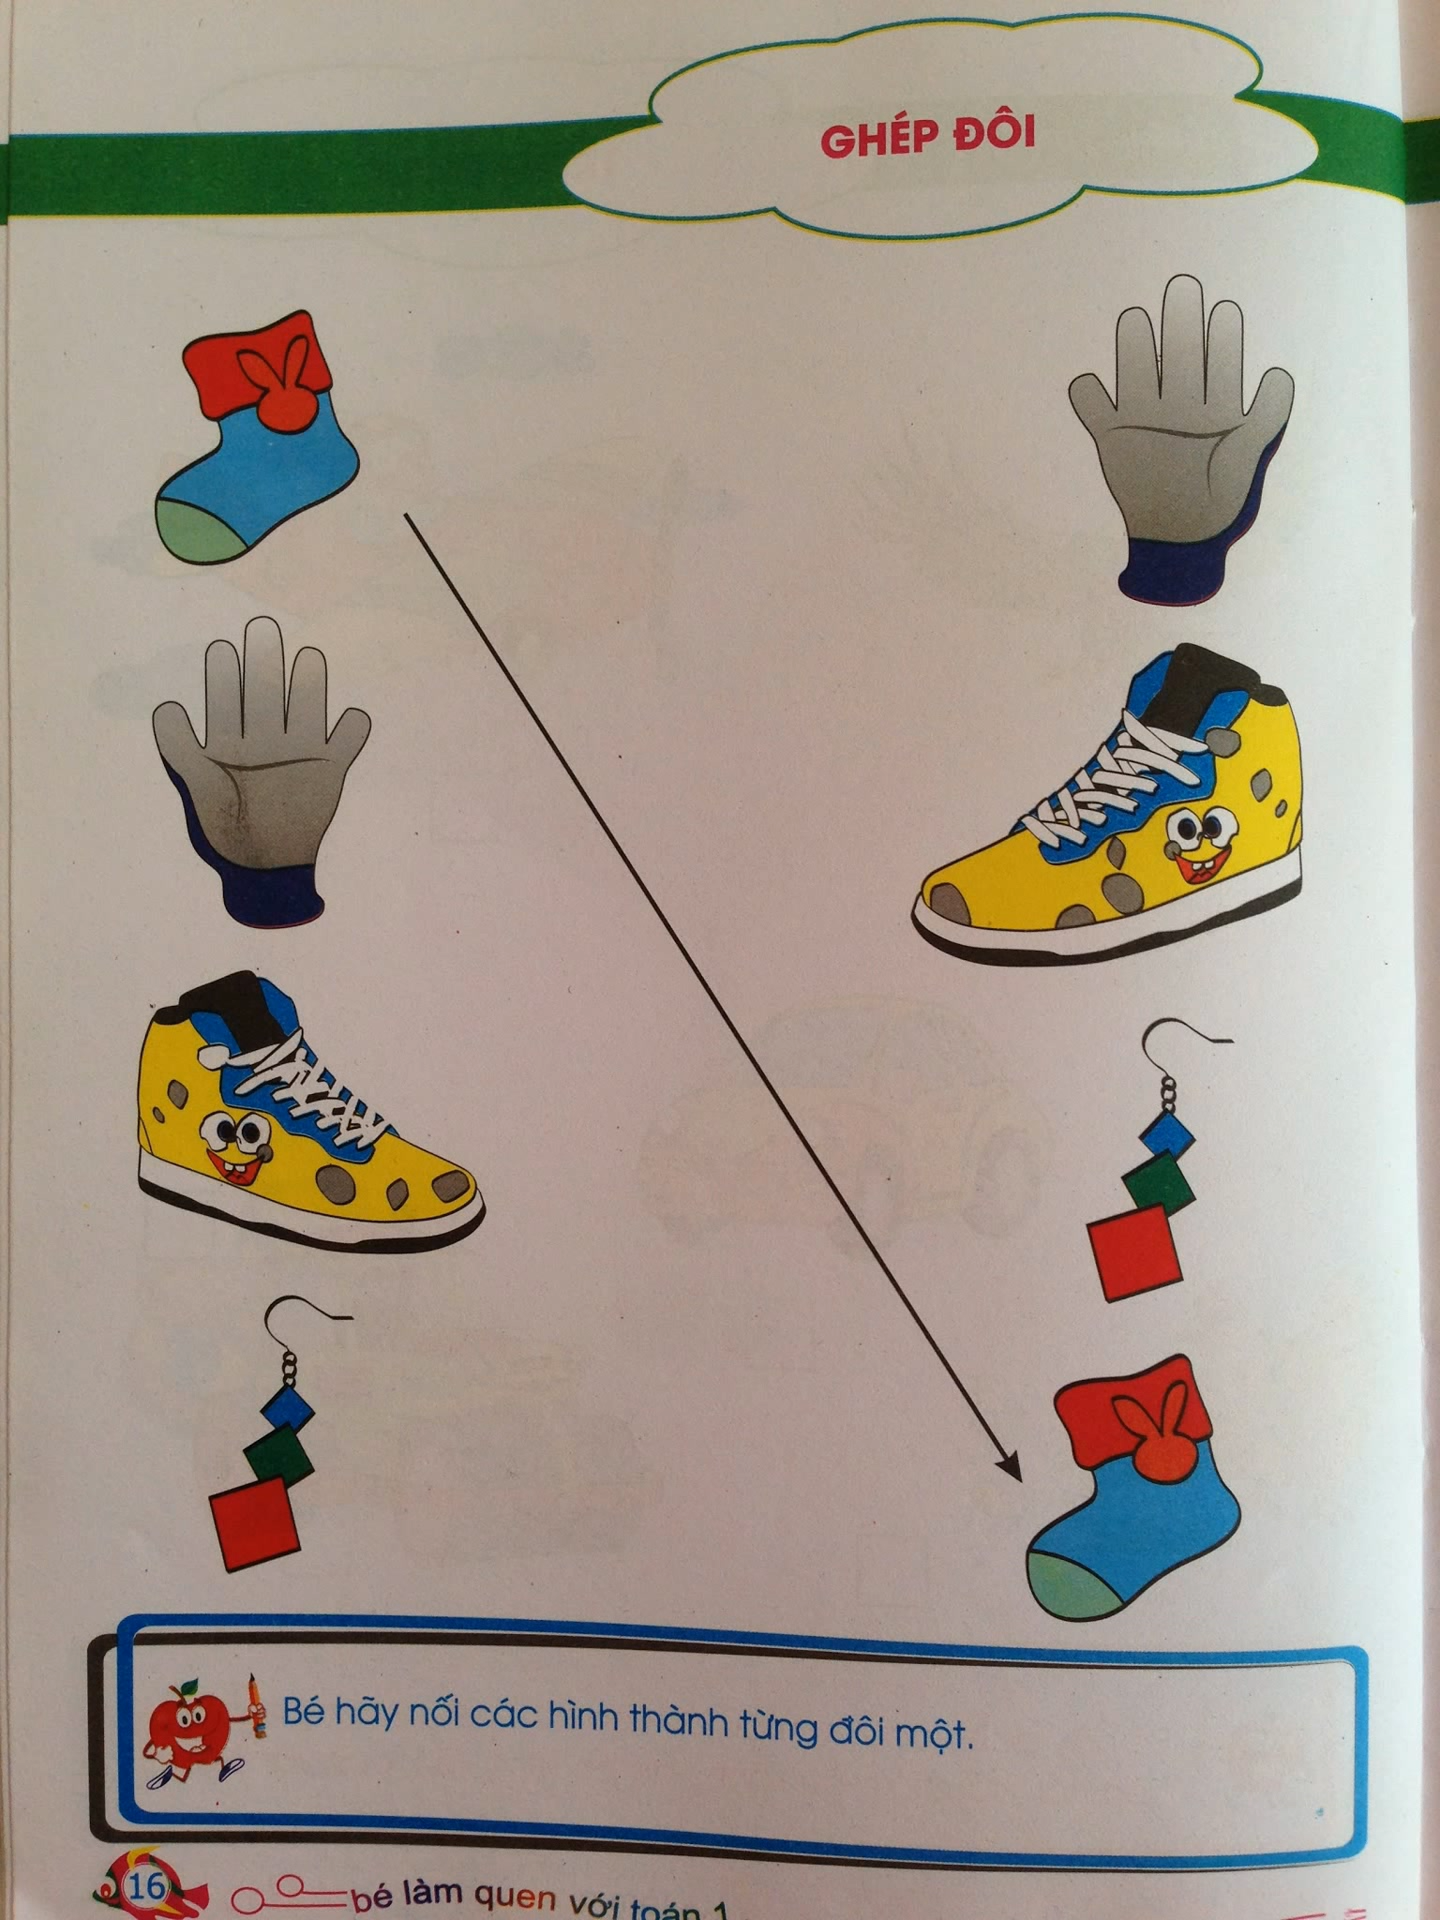 GHÉP ĐÔI
Bé hãy nối các hình thành từng đôi một.
16
bé làm quen với toán 1